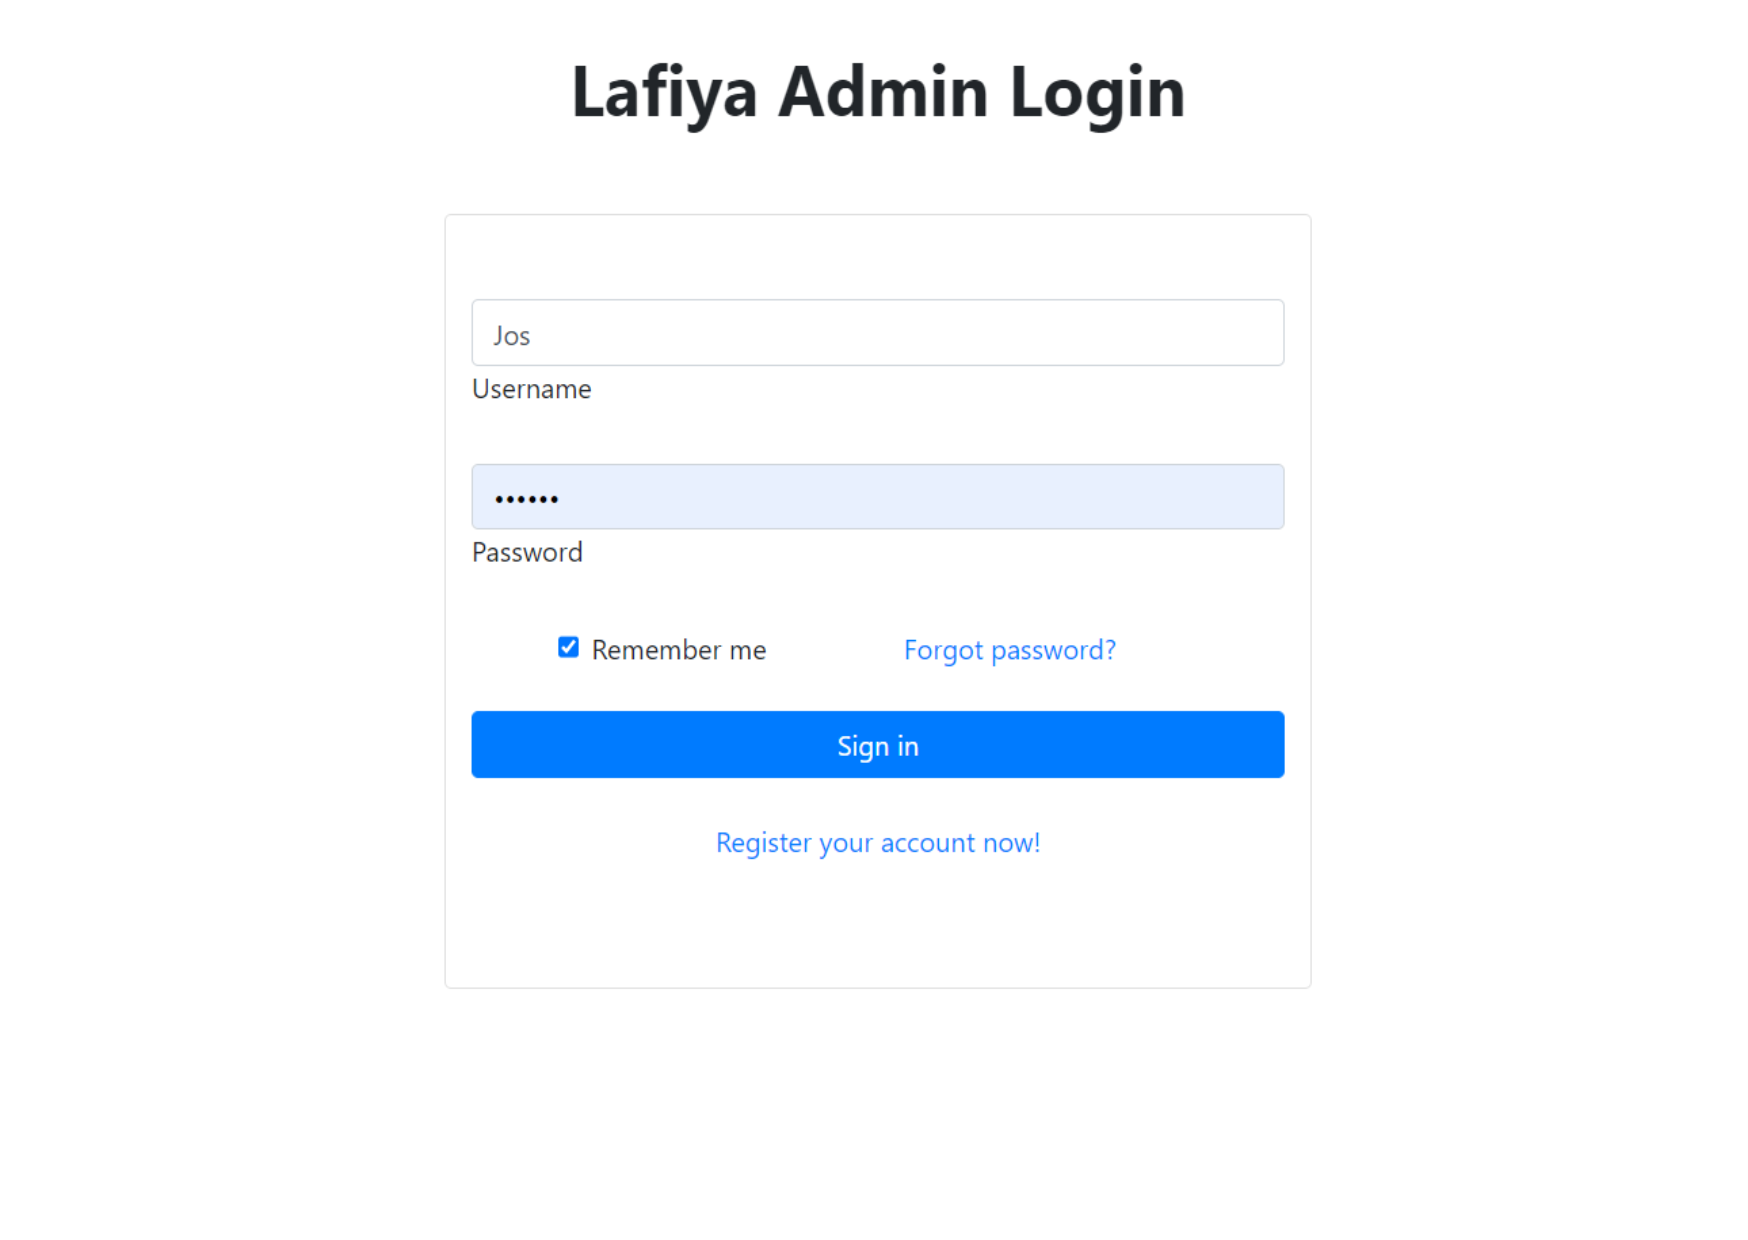 Lafiya Admin Login
Jos
Username
••••••
Password
Remember me
Forgot password?
Sign in
Register your account now!